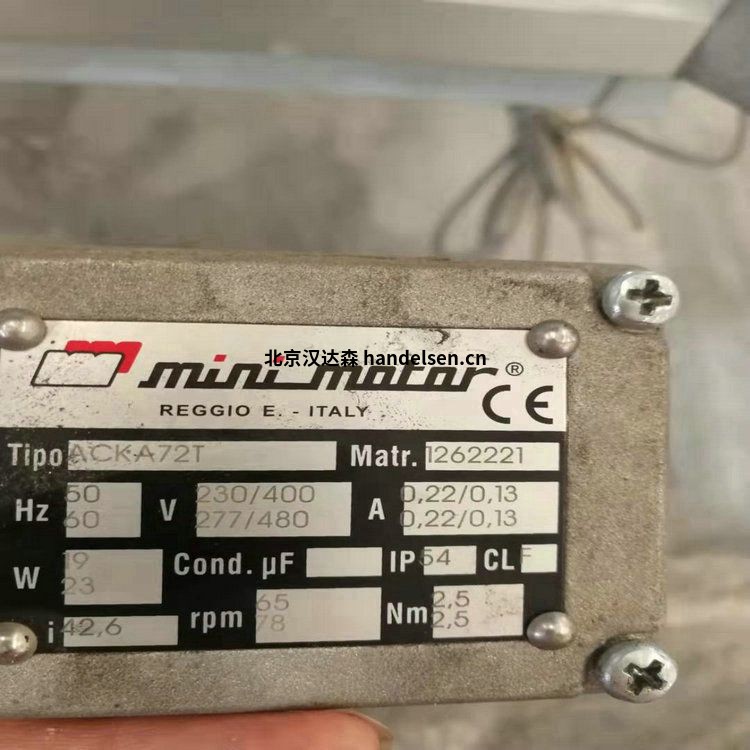 北京汉达森 handelsen.cn
mini motor®
REGGIO E. - ITALY
CE
Tipo ACKA72T Matr. 1262221
Hz 50 60 V 230/400 277/480 A 0,22/0,13 0,22/0,13
W 19 23 Cond. µF IP 54 CL F
i 42,6 rpm 65 78 Nm 2,5 2,5